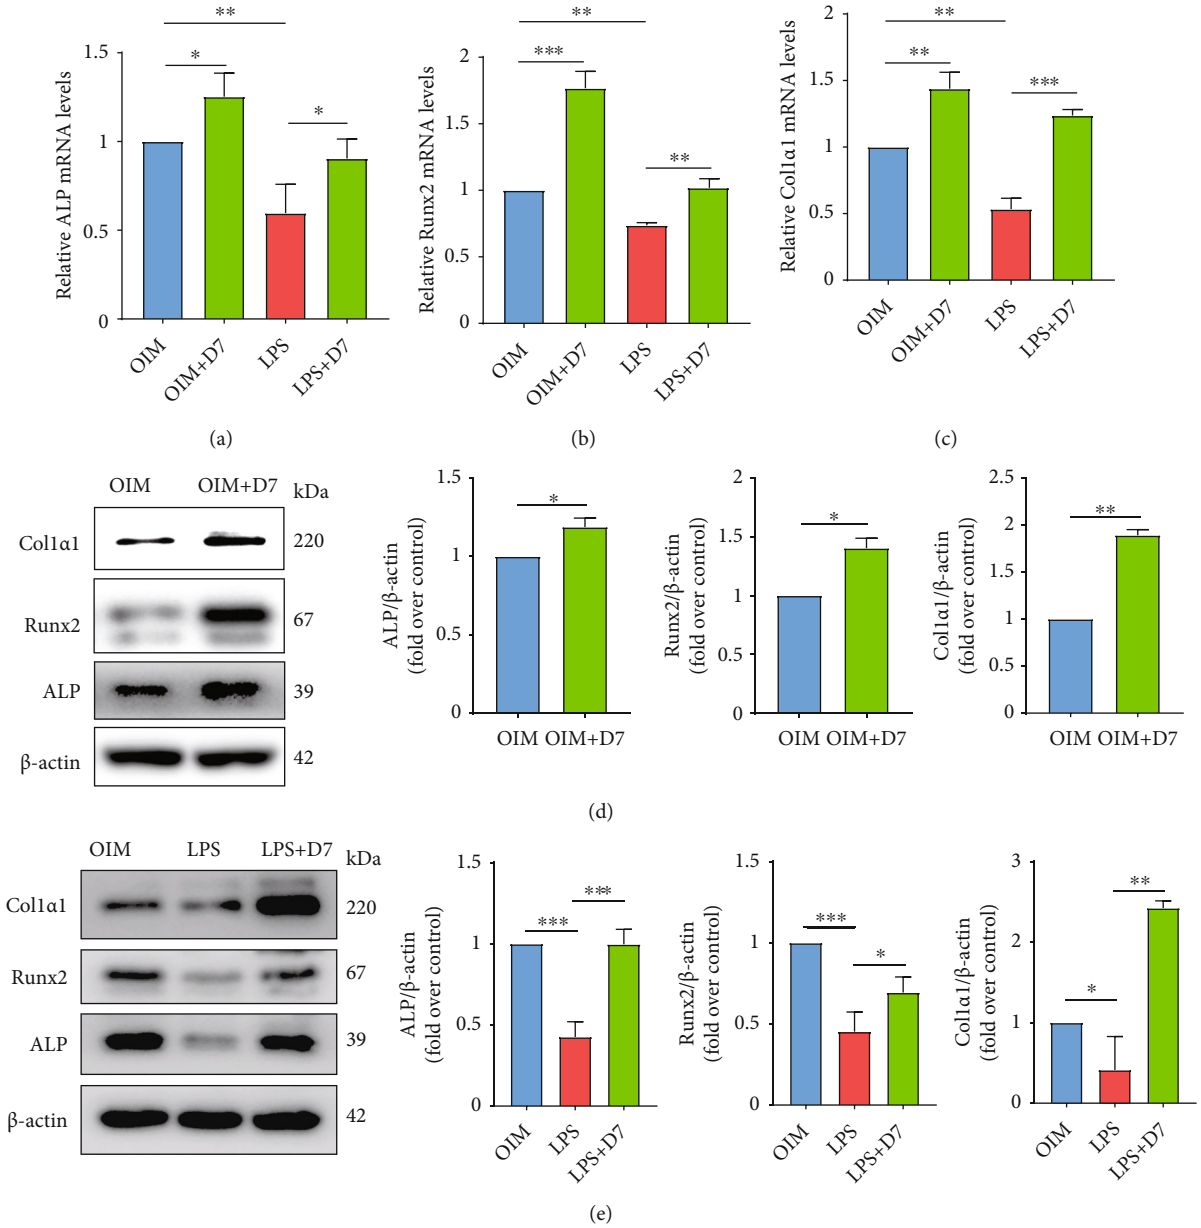 **
*
*
Relative ALP mRNA levels
1.5
1
0.5
0
OIM
OIM+D7
LPS
LPS+D7
(a)
**
***
**
Relative Runx2 mRNA levels
2
1.5
1
0.5
0
OIM
OIM+D7
LPS
LPS+D7
(b)
**
**
***
Relative Col1α1 mRNA levels
2
1.5
1
0.5
0
OIM
OIM+D7
LPS
LPS+D7
(c)
OIM OIM+D7 kDa
Col1α1 220
Runx2 67
ALP 39
β-actin 42
*
ALP/β-actin
(fold over control)
1.5
1
0.5
0
OIM OIM+D7
*
Runx2/β-actin
(fold over control)
2
1.5
1
0.5
0
OIM OIM+D7
**
Col1α1/β-actin
(fold over control)
2.5
2
1.5
1
0.5
0
OIM OIM+D7
(d)
OIM LPS LPS+D7 kDa
Col1α1 220
Runx2 67
ALP 39
β-actin 42
***
***
ALP/β-actin
(fold over control)
1.5
1
0.5
0
OIM
LPS
LPS+D7
***
*
Runx2/β-actin
(fold over control)
1.5
1
0.5
0
OIM
LPS
LPS+D7
**
*
Col1α1/β-actin
(fold over control)
3
2
1
0
OIM
LPS
LPS+D7
(e)